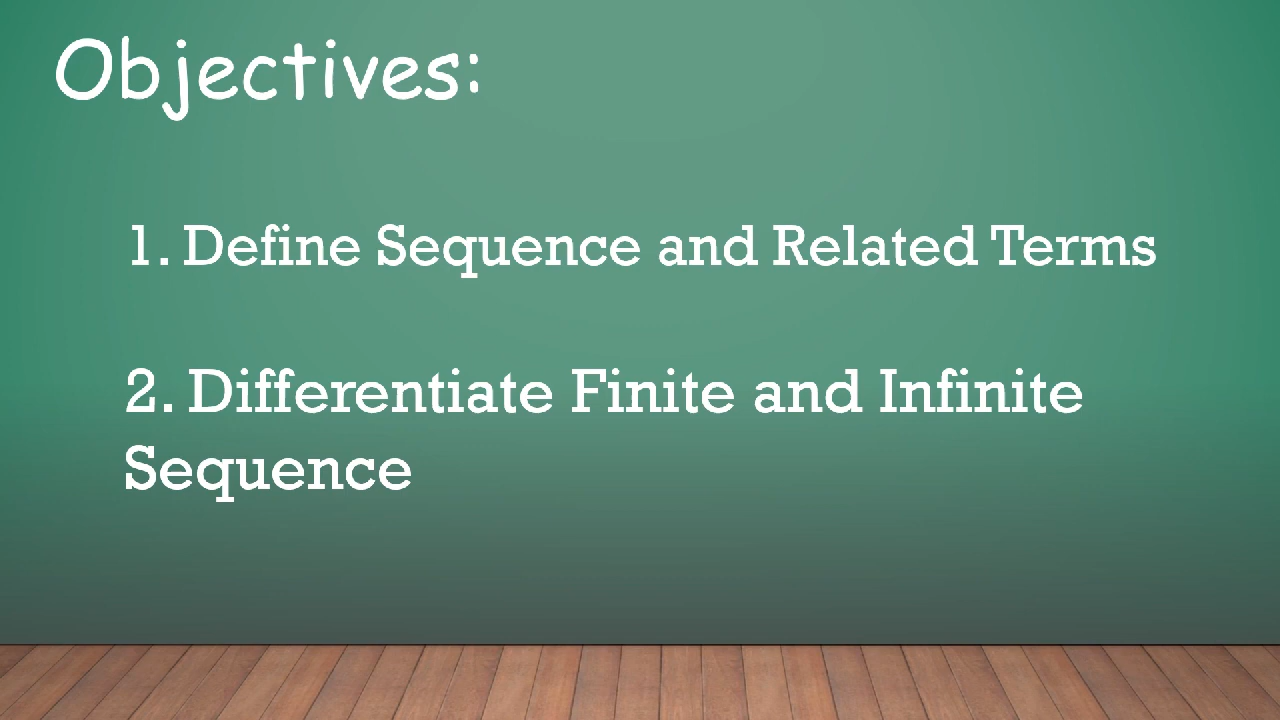 Objectives:
1. Define Sequence and Related Terms
2. Differentiate Finite and Infinite
Sequence